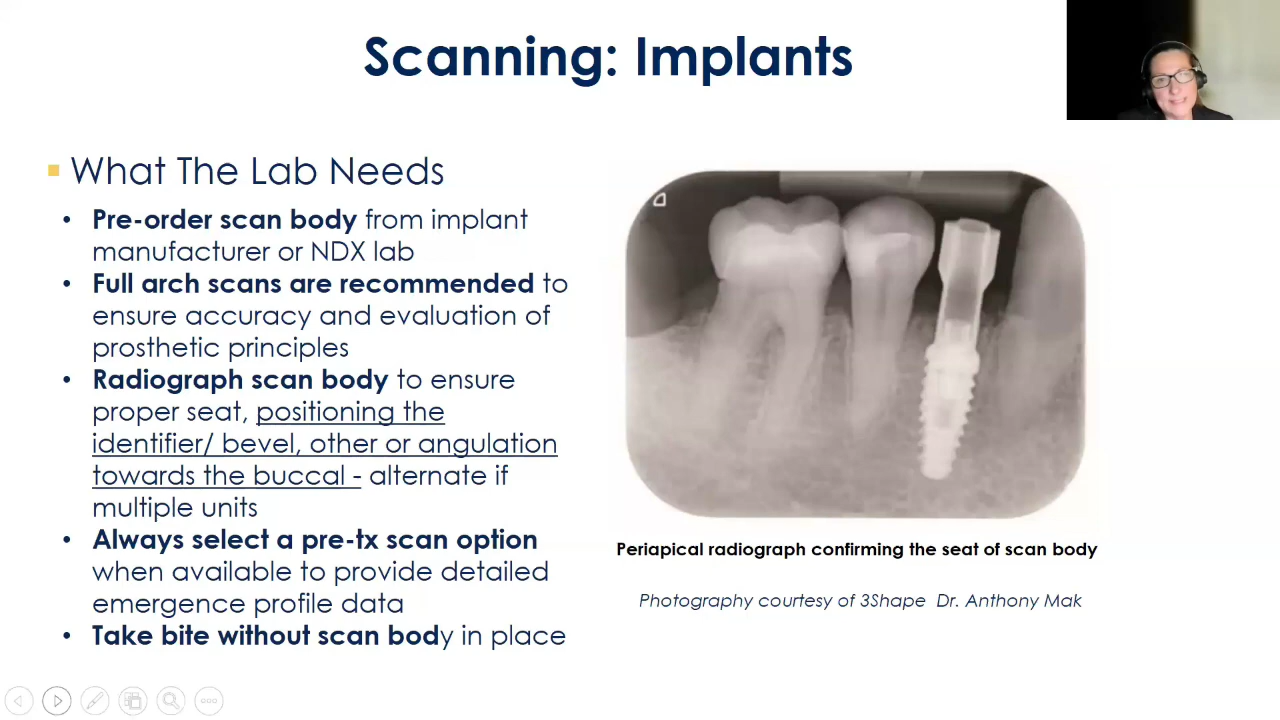 Scanning: Implants
What The Lab Needs
• Pre-order scan body from implant
manufacturer or NDX lab
• Full arch scans are recommended to
ensure accuracy and evaluation of
prosthetic principles
• Radiograph scan body to ensure
proper seat, positioning the
identifier/ bevel, other or angulation
towards the buccal - alternate if
multiple units
• Always select a pre-tx scan option
when available to provide detailed
emergence profile data
• Take bite without scan body in place
Periapical radiograph confirming the seat of scan body
Photography courtesy of 3Shape Dr. Anthony Mak